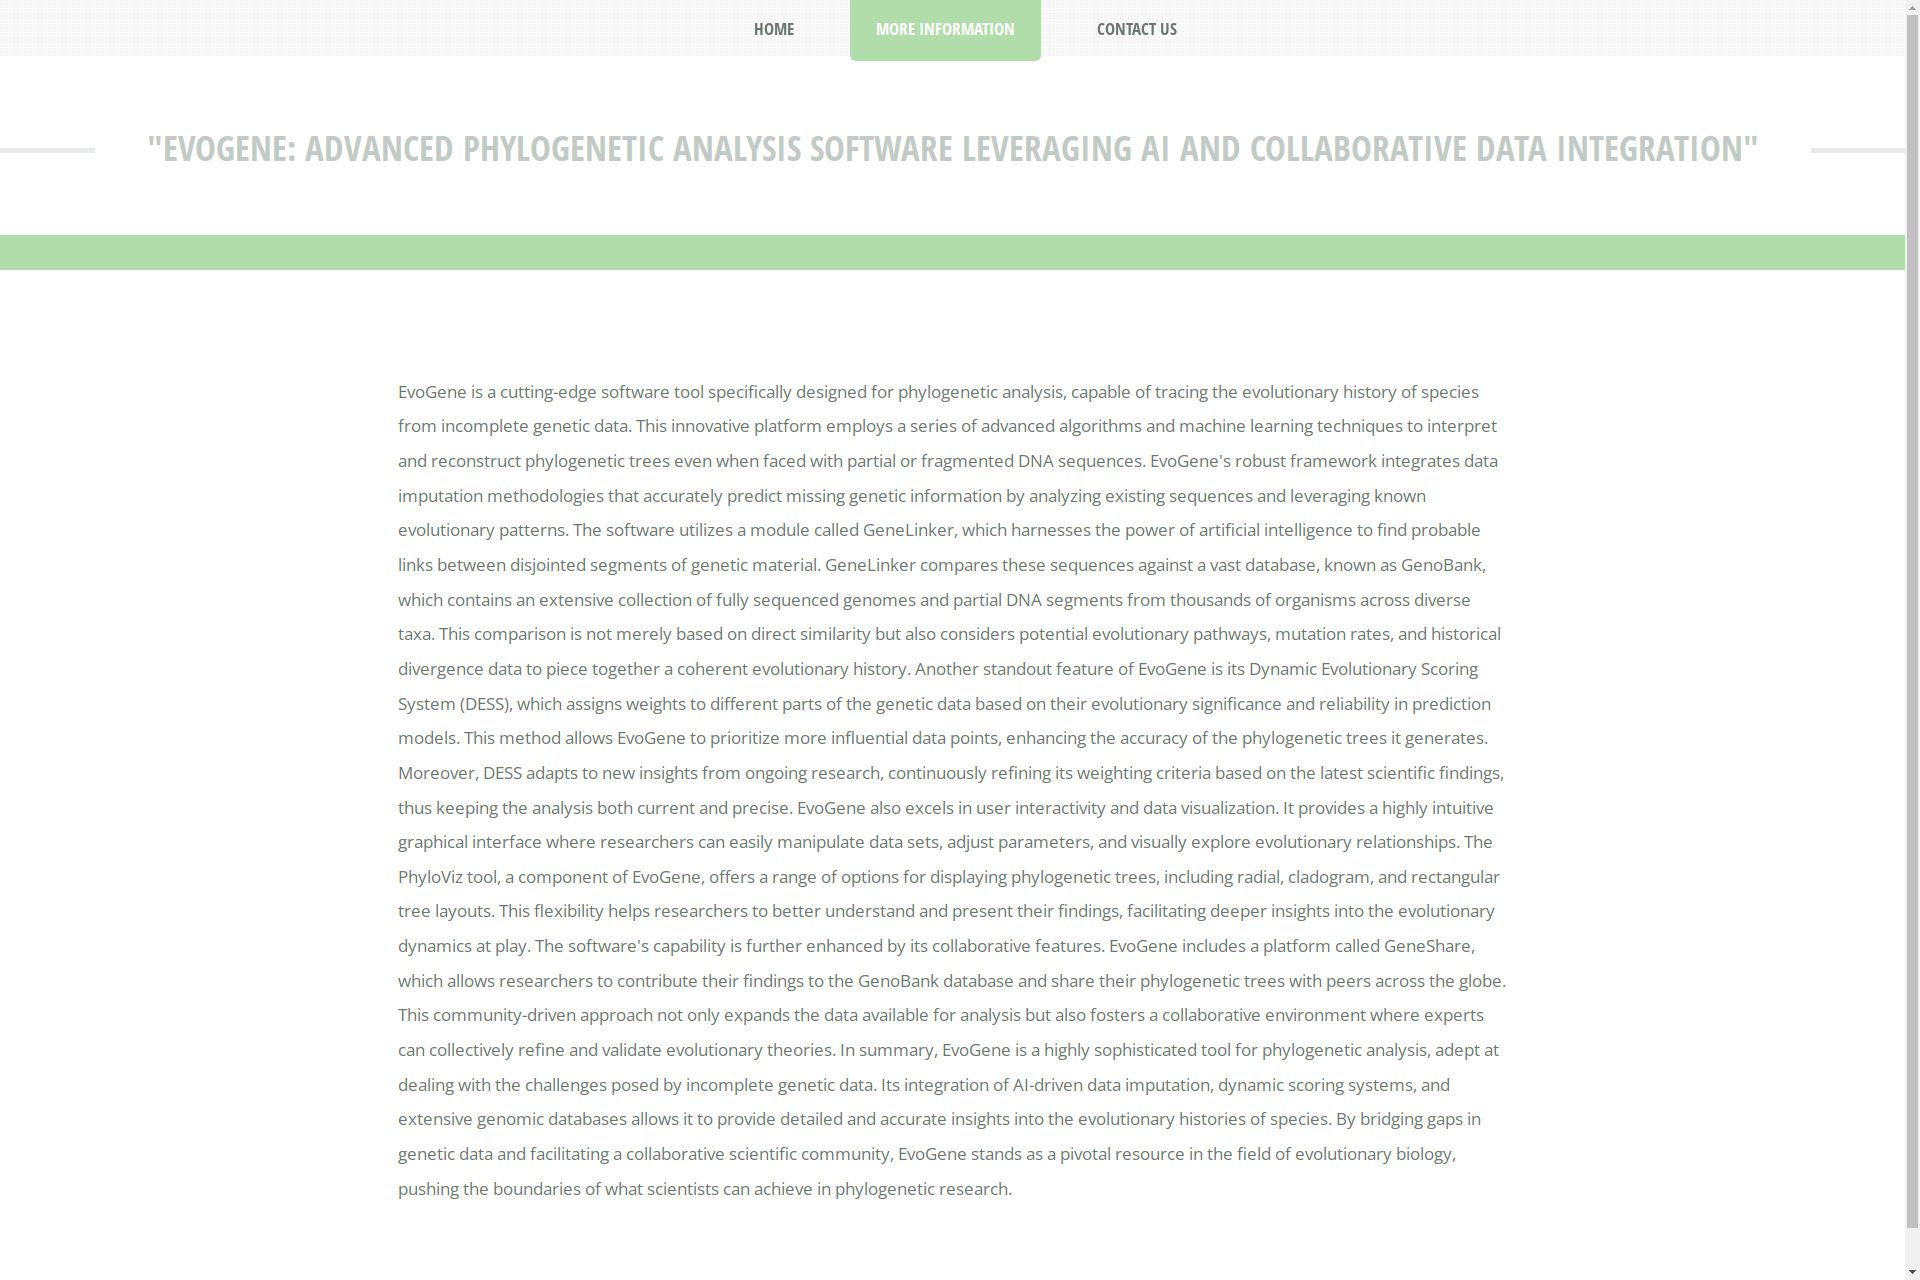 HOME
MORE INFORMATION
CONTACT US
"EVOGENE: ADVANCED PHYLOGENETIC ANALYSIS SOFTWARE LEVERAGING AI AND COLLABORATIVE DATA INTEGRATION"
EvoGene is a cutting-edge software tool specifically designed for phylogenetic analysis, capable of tracing the evolutionary history of species
from incomplete genetic data. This innovative platform employs a series of advanced algorithms and machine learning techniques to interpret
and reconstruct phylogenetic trees even when faced with partial or fragmented DNA sequences. EvoGene's robust framework integrates data
imputation methodologies that accurately predict missing genetic information by analyzing existing sequences and leveraging known
evolutionary patterns. The software utilizes a module called GeneLinker, which harnesses the power of artificial intelligence to find probable
links between disjointed segments of genetic material. GeneLinker compares these sequences against a vast database, known as GenoBank,
which contains an extensive collection of fully sequenced genomes and partial DNA segments from thousands of organisms across diverse
taxa. This comparison is not merely based on direct similarity but also considers potential evolutionary pathways, mutation rates, and historical
divergence data to piece together a coherent evolutionary history. Another standout feature of EvoGene is its Dynamic Evolutionary Scoring
System (DESS), which assigns weights to different parts of the genetic data based on their evolutionary significance and reliability in prediction
models. This method allows EvoGene to prioritize more influential data points, enhancing the accuracy of the phylogenetic trees it generates.
Moreover, DESS adapts to new insights from ongoing research, continuously refining its weighting criteria based on the latest scientific findings,
thus keeping the analysis both current and precise. EvoGene also excels in user interactivity and data visualization. It provides a highly intuitive
graphical interface where researchers can easily manipulate data sets, adjust parameters, and visually explore evolutionary relationships. The
PhyloViz tool, a component of EvoGene, offers a range of options for displaying phylogenetic trees, including radial, cladogram, and rectangular
tree layouts. This flexibility helps researchers to better understand and present their findings, facilitating deeper insights into the evolutionary
dynamics at play. The software's capability is further enhanced by its collaborative features. EvoGene includes a platform called GeneShare,
which allows researchers to contribute their findings to the GenoBank database and share their phylogenetic trees with peers across the globe.
This community-driven approach not only expands the data available for analysis but also fosters a collaborative environment where experts
can collectively refine and validate evolutionary theories. In summary, EvoGene is a highly sophisticated tool for phylogenetic analysis, adept at
dealing with the challenges posed by incomplete genetic data. Its integration of AI-driven data imputation, dynamic scoring systems, and
extensive genomic databases allows it to provide detailed and accurate insights into the evolutionary histories of species. By bridging gaps in
genetic data and facilitating a collaborative scientific community, EvoGene stands as a pivotal resource in the field of evolutionary biology,
pushing the boundaries of what scientists can achieve in phylogenetic research.